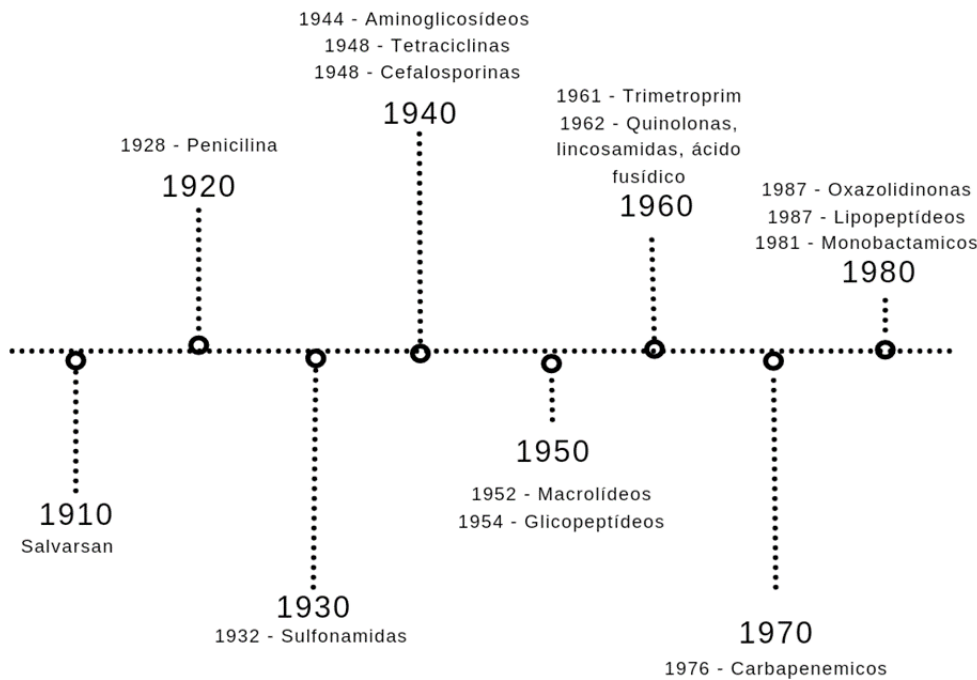 1944 - Aminoglicosídeos
1948 - Tetraciclinas
1948 - Cefalosporinas
1940
1961 - Trimetroprim
1962 - Quinolonas,
lincosamidas, ácido
fusídico
1960
1928 - Penicilina
1920
1987 - Oxazolidinonas
1987 - Lipopeptídeos
1981 - Monobactamicos
1980
1910
Salvarsan
1930
1932 - Sulfonamidas
1950
1952 - Macrolídeos
1954 - Glicopeptídeos
1970
1976 - Carbapenemicos